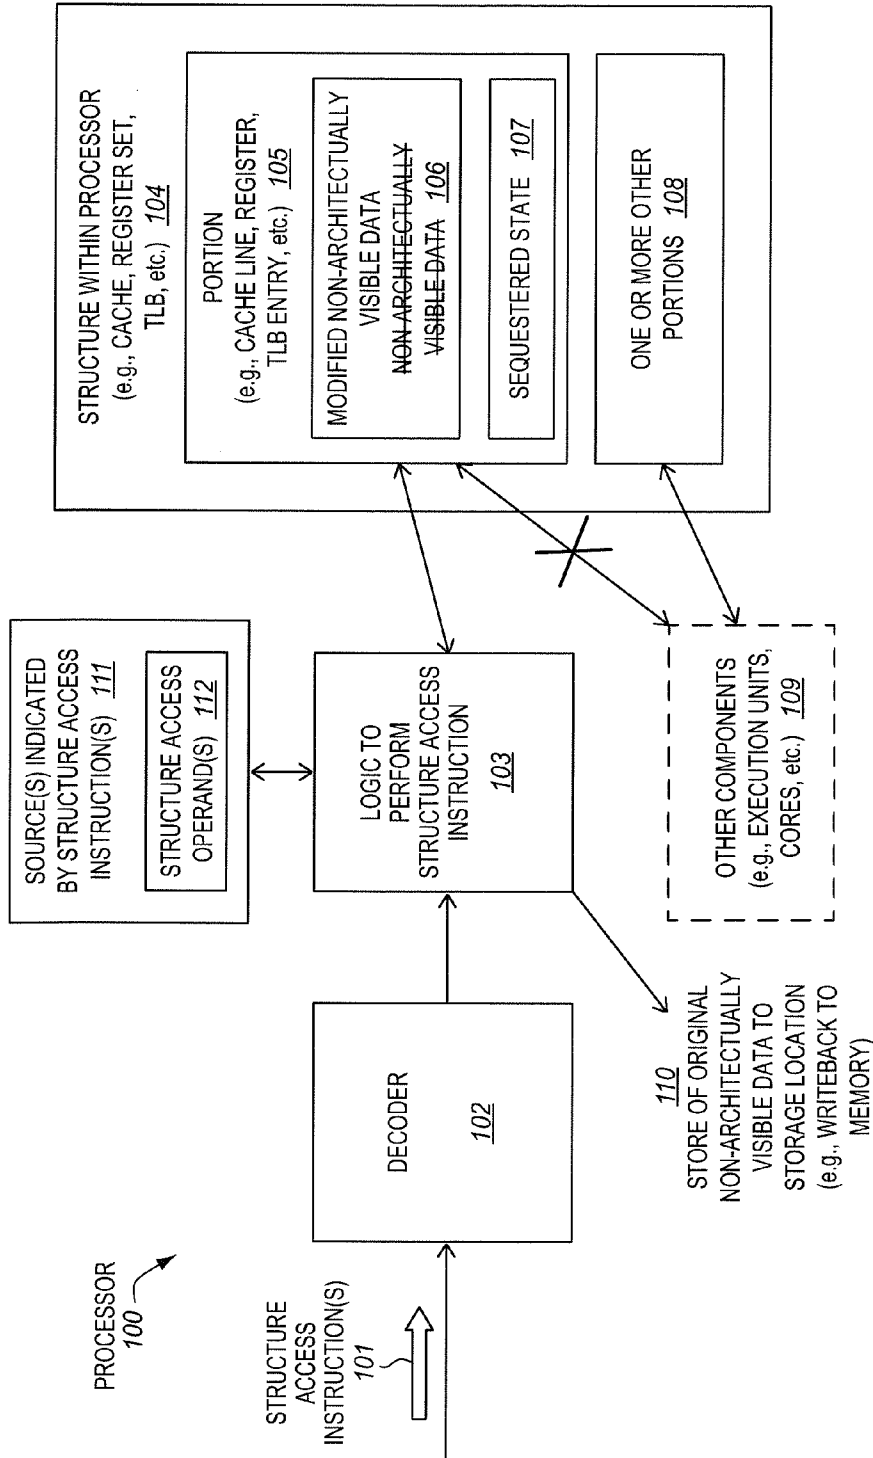 PROCESSOR
100
STRUCTURE
ACCESS
INSTRUCTION(S)
101
DECODER
102
110
STORE OF ORIGINAL
NON-ARCHITECTUALLY
VISIBLE DATA TO
STORAGE LOCATION
(e.g., WRITEBACK TO
MEMORY)
SOURCE(S) INDICATED
BY STRUCTURE ACCESS
INSTRUCTION(S) 111
STRUCTURE ACCESS
OPERAND(S) 112
LOGIC TO
PERFORM
STRUCTURE ACCESS
INSTRUCTION
103
OTHER COMPONENTS
(e.g., EXECUTION UNITS,
CORES, etc.) 109
STRUCTURE WITHIN PROCESSOR
(e.g., CACHE, REGISTER SET,
TLB, etc.) 104
PORTION
(e.g., CACHE LINE, REGISTER,
TLB ENTRY, etc.) 105
MODIFIED NON-ARCHITECTUALLY
VISIBLE DATA
NON ARCHITECTUALLY
VISIBLE DATA 106
SEQUESTERED STATE 107
ONE OR MORE OTHER
PORTIONS 108